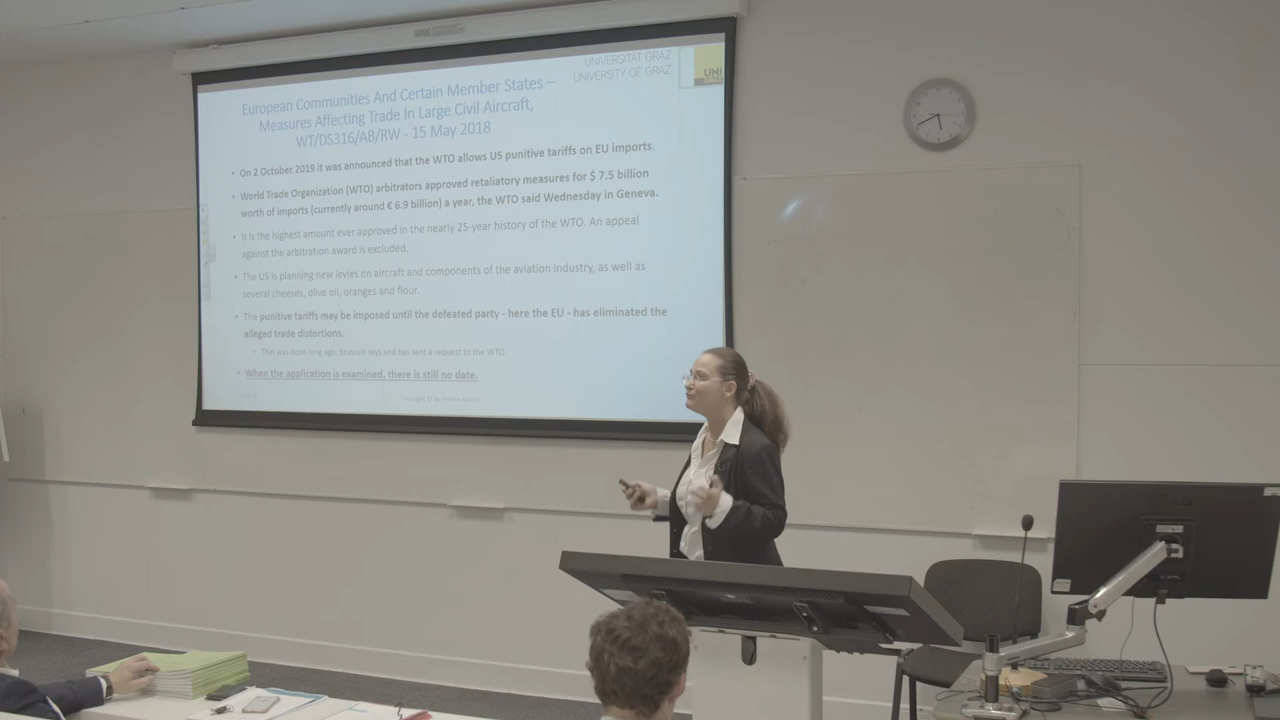 UNIVERSITÄT GRAZ
UNIVERSITY OF GRAZ
UNI
GRAZ
European Communities And Certain Member States –
Measures Affecting Trade In Large Civil Aircraft,
WT/DS316/AB/RW - 15 May 2018
• On 2 October 2019 it was announced that the WTO allows US punitive tariffs on EU imports.
• World Trade Organization (WTO) arbitrators approved retaliatory measures for $ 7.5 billion
worth of imports (currently around € 6.9 billion) a year, the WTO said Wednesday in Geneva.
• It is the highest amount ever approved in the nearly 25-year history of the WTO. An appeal
against the arbitration award is excluded.
• The US is planning new levies on aircraft and components of the aviation industry, as well as
several cheeses, olive oil, oranges and flour.
• The punitive tariffs may be imposed until the defeated party - here the EU - has eliminated the
alleged trade distortions.
• That was done long ago, Brussels says and has sent a request to the WTO.
• When the application is examined, there is still no date.